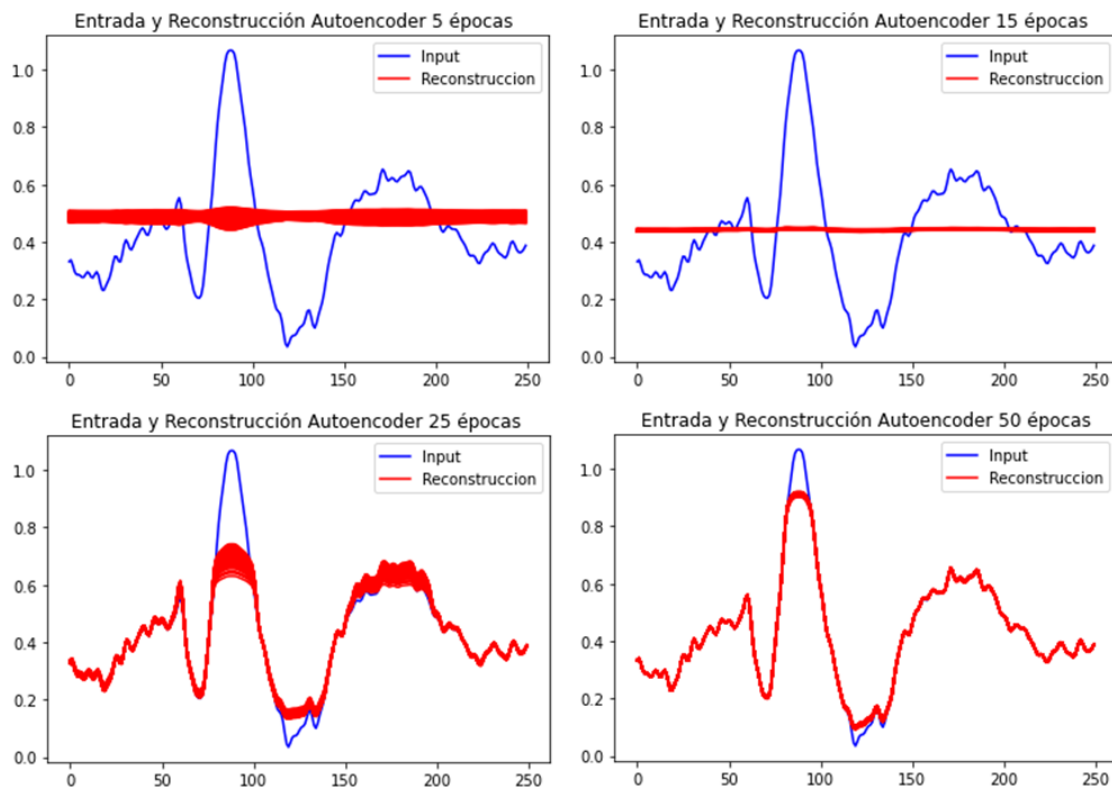 Entrada y Reconstrucción Autoencoder 5 épocas
Input
Reconstruccion
1.0
0.8
0.6
0.4
0.2
0.0
0 50 100 150 200 250
Entrada y Reconstrucción Autoencoder 15 épocas
Input
Reconstruccion
1.0
0.8
0.6
0.4
0.2
0.0
0 50 100 150 200 250
Entrada y Reconstrucción Autoencoder 25 épocas
Input
Reconstruccion
1.0
0.8
0.6
0.4
0.2
0.0
0 50 100 150 200 250
Entrada y Reconstrucción Autoencoder 50 épocas
Input
Reconstruccion
1.0
0.8
0.6
0.4
0.2
0.0
0 50 100 150 200 250